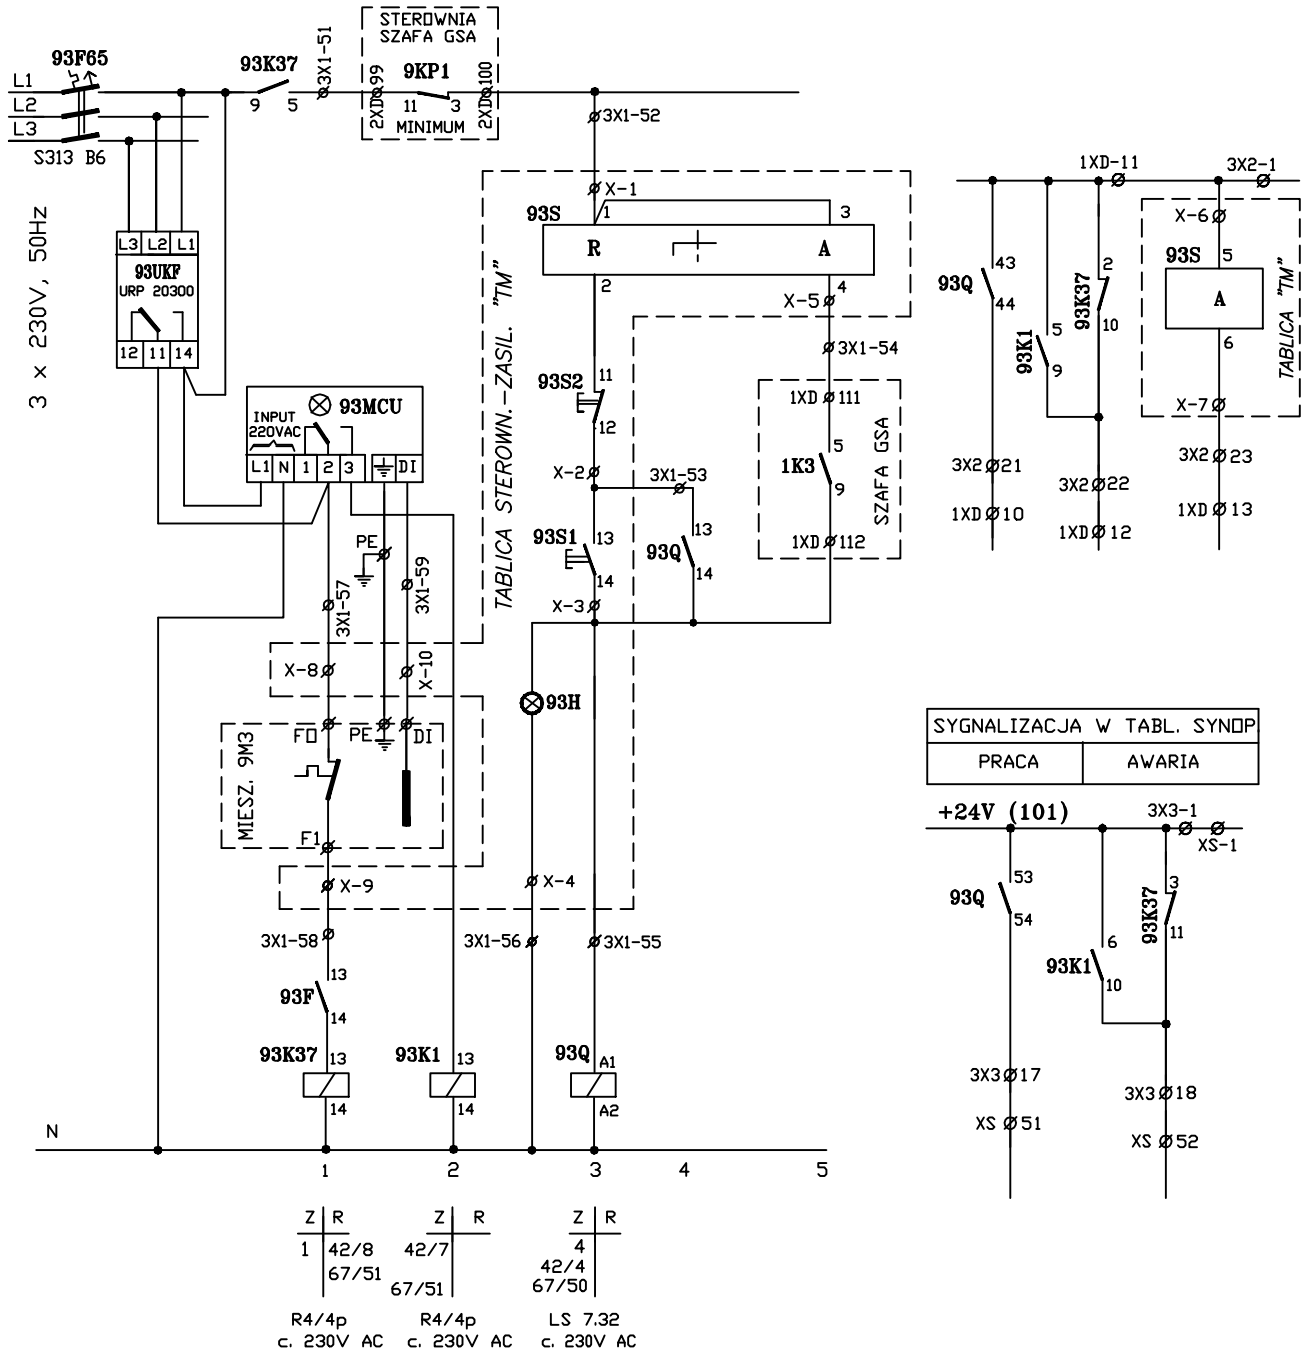 STEROWNIA
SZAFA GSA
93F65
93K37
3X1-51
2XD 99
9KP1
2XD 100
L1
L2
L3
9 5
11 3
MINIMUM
3X1-52
S313 B6
3 x 230V, 50Hz
L3 L2 L1
93UKF
URP 20300
12 11 14
X-1
93S
1 3
R A
2 4
X-5
3X1-54
TABLICA STEROWN.-ZASIL. "TM"
93MCU
INPUT
220VAC
L1 N 1 2 3 DI
93S2
11
12
X-2
3X1-53
93S1
13
14
93Q
13
14
X-3
1XD 111
1K3
5
9
1XD 112
SZAFA GSA
PE
3X1-57
3X1-59
X-8
X-10
MIESZ. 9M3
F0 PE DI
F1
X-9
93H
X-4
3X1-58
3X1-56
3X1-55
93F
13
14
93K37
13
14
93K1
13
14
93Q
A1
A2
N
1 2 3 4 5
Z R
1 42/8
67/51
R4/4p
c. 230V AC
Z R
42/7
67/51
R4/4p
c. 230V AC
Z R
4
42/4
67/50
LS 7.32
c. 230V AC
1XD-11
3X2-1
93Q
43
44
93K1
5
9
93K37
2
10
X-6
93S
5
A
6
X-7
TABLICA "TM"
3X2 21
1XD 10
3X2 22
1XD 12
3X2 23
1XD 13
SYGNALIZACJA W TABL. SYNOP.
PRACA AWARIA
+24V (101)
3X3-1
XS-1
93Q
53
54
93K1
6
10
93K37
3
11
3X3 17
XS 51
3X3 18
XS 52